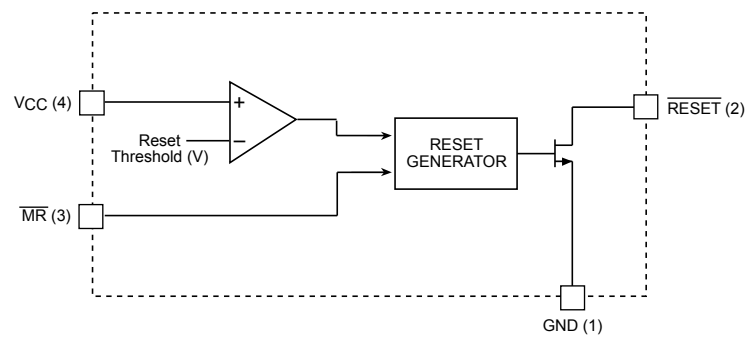 VCC (4)
+
−
Reset
Threshold (V)
MR (3)
RESET
GENERATOR
RESET (2)
GND (1)